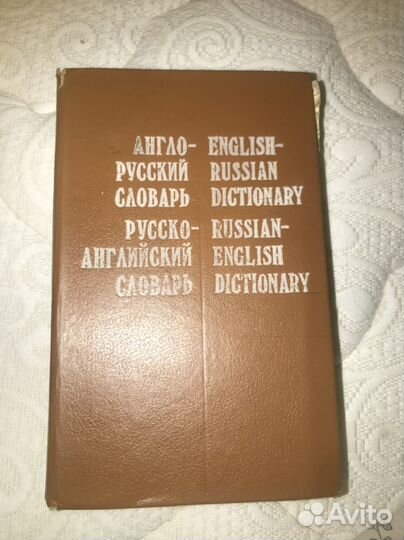 АНГЛО- ENGLISH-
РУССКИЙ RUSSIAN
СЛОВАРЬ DICTIONARY
РУССКО- RUSSIAN-
АНГЛИЙСКИЙ ENGLISH
СЛОВАРЬ DICTIONARY
Avito